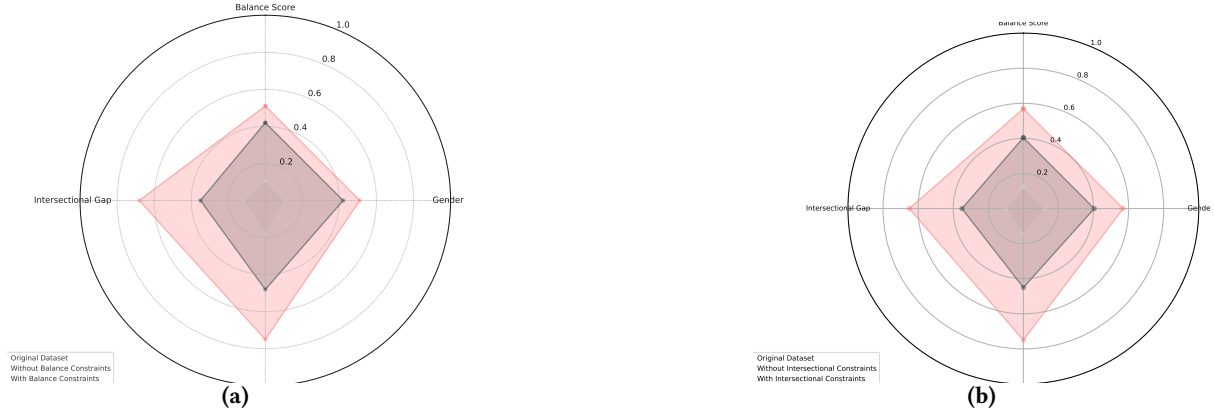 Balance Score
1.0
0.8
0.6
0.4
0.2
Intersectional Gap
Gender
Original Dataset
Without Balance Constraints
With Balance Constraints
(a)
Balance Score
1.0
0.8
0.6
0.4
0.2
Intersectional Gap
Gende
Original Dataset
Without Intersectional Constraints
With Intersectional Constraints
(b)